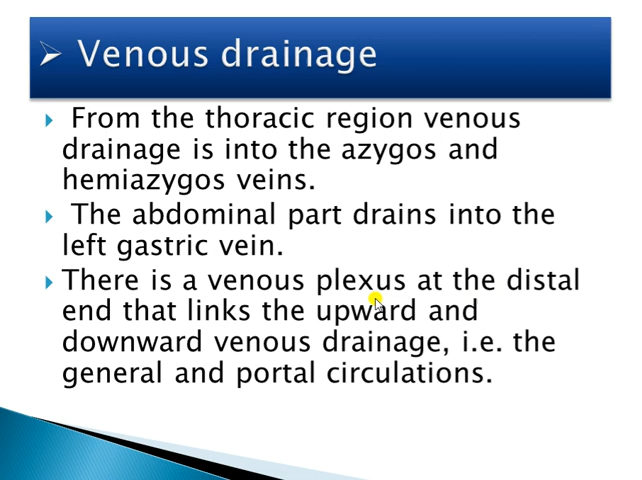 Venous drainage
From the thoracic region venous
drainage is into the azygos and
hemiazygos veins.
The abdominal part drains into the
left gastric vein.
There is a venous plexus at the distal
end that links the upward and
downward venous drainage, i.e. the
general and portal circulations.